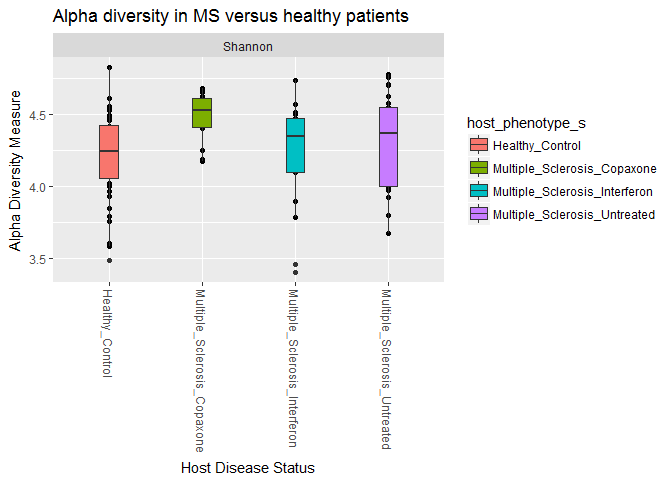 Alpha diversity in MS versus healthy patients
Shannon
Alpha Diversity Measure
4.5
4.0
3.5
Healthy_Control
Multiple_Sclerosis_Copaxone
Multiple_Sclerosis_Interferon
Multiple_Sclerosis_Untreated
Host Disease Status
host_phenotype_s
Healthy_Control
Multiple_Sclerosis_Copaxone
Multiple_Sclerosis_Interferon
Multiple_Sclerosis_Untreated